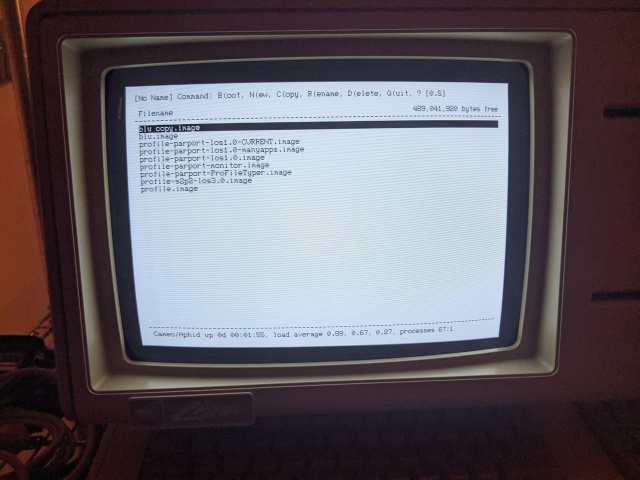 [No Name] Command: B(oot, N(ew, C(opy, R(ename, D(elete, Q(uit, ? [0.5]
Filename 489,041,920 bytes free
blu copy.image
blu.image
profile-parport-los1.0-CURRENT.image
profile-parport-los1.0-manyapps.image
profile-parport-los1.0.image
profile-parport-monitor.image
profile-parport-ProFileTyper.image
profile-s2p2-los3.0.image
profile.image
Cameo/Aphid up 0d 00:01:55, load average 0.88, 0.67, 0.27, processes 67:1
Lisa